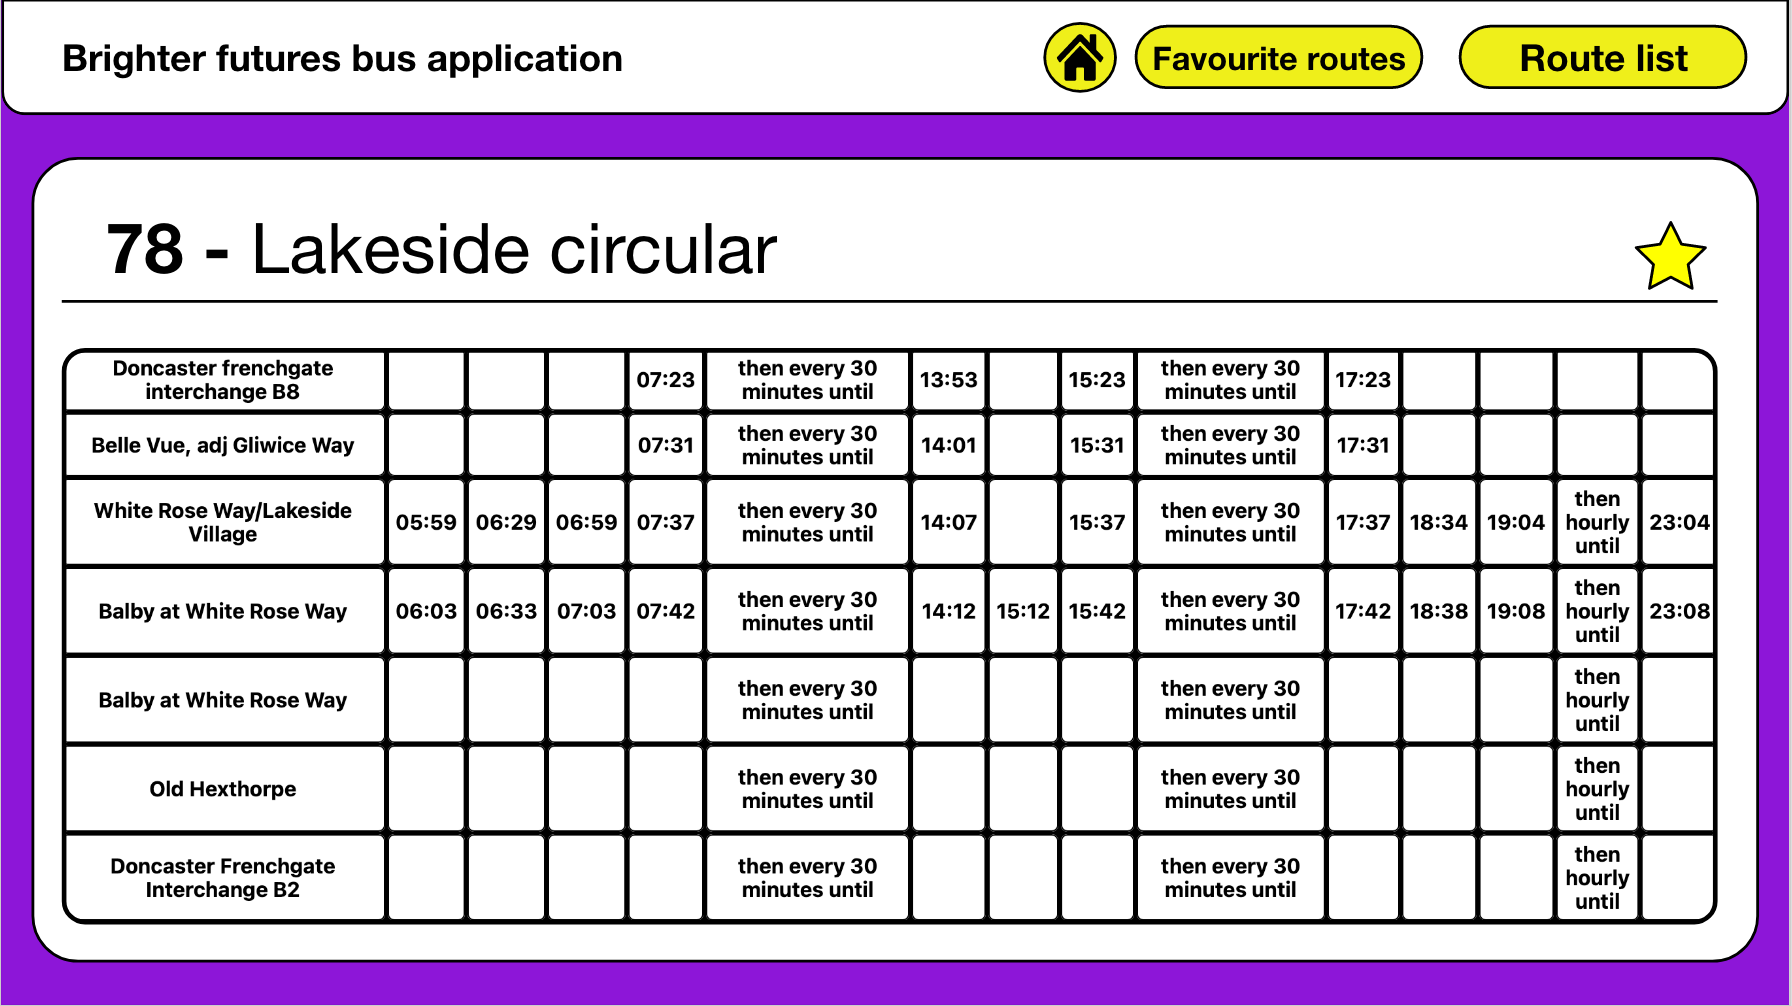 Brighter futures bus application
Favourite routes
Route list
78 - Lakeside circular
Doncaster frenchgate
interchange B8
07:23
then every 30
minutes until
13:53
15:23
then every 30
minutes until
17:23
Belle Vue, adj Gliwice Way
07:31
then every 30
minutes until
14:01
15:31
then every 30
minutes until
17:31
White Rose Way/Lakeside
Village
05:59
06:29
06:59
07:37
then every 30
minutes until
14:07
15:37
then every 30
minutes until
17:37
18:34
19:04
then
hourly
until
23:04
Balby at White Rose Way
06:03
06:33
07:03
07:42
then every 30
minutes until
14:12
15:12
15:42
then every 30
minutes until
17:42
18:38
19:08
then
hourly
until
23:08
Balby at White Rose Way
then every 30
minutes until
then every 30
minutes until
then
hourly
until
Old Hexthorpe
then every 30
minutes until
then every 30
minutes until
then
hourly
until
Doncaster Frenchgate
Interchange B2
then every 30
minutes until
then every 30
minutes until
then
hourly
until